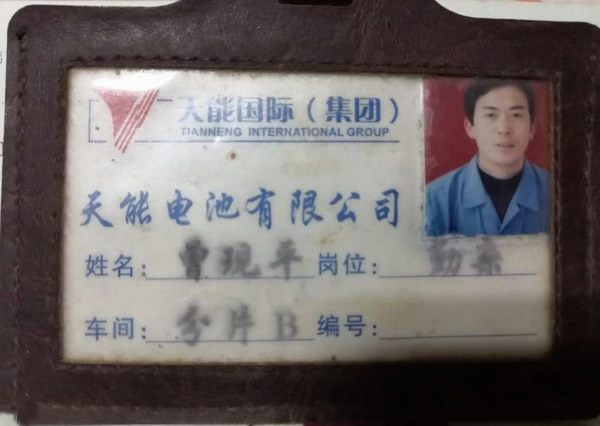 天能国际（集团）
TIANNENG INTERNATIONAL GROUP
天能电池有限公司
姓名：曹现平 岗位：勤杂
车间：分片B 编号：